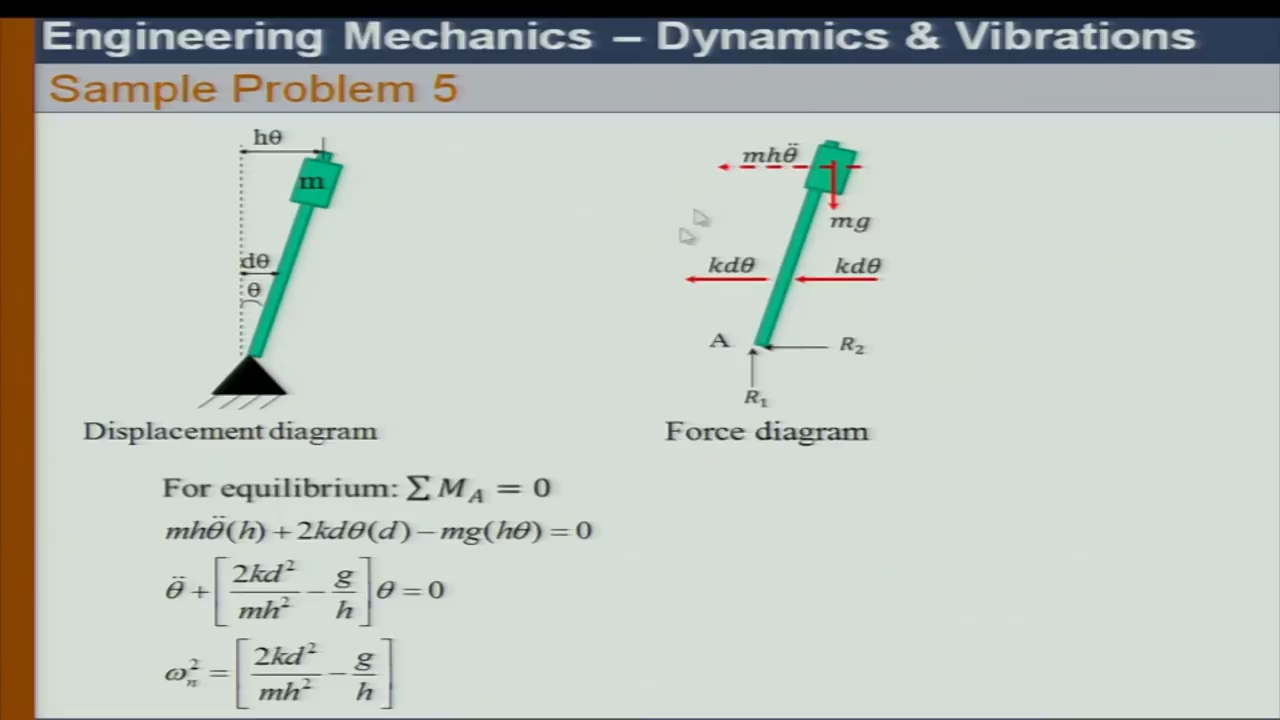 Engineering Mechanics – Dynamics & Vibrations
Sample Problem 5
hθ
m
dθ
θ
mhθ̈
mg
kdθ kdθ
A R₂
R₁
Displacement diagram Force diagram
For equilibrium: ∑ M_A = 0
mhθ̈(h) + 2kdθ(d) − mg(hθ) = 0
θ̈ + [2kd²/mh² − g/h] θ = 0
ωₙ² = [2kd²/mh² − g/h]